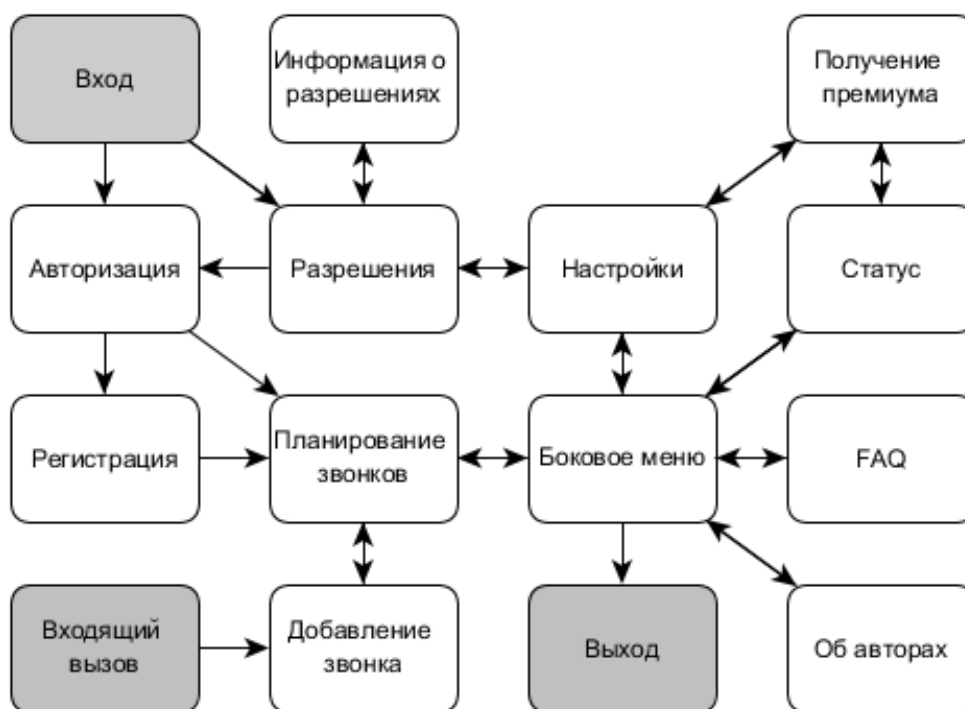 Вход
Информация о
разрешениях
Получение
премиума
Авторизация
Разрешения
Настройки
Статус
Регистрация
Планирование
звонков
Боковое меню
FAQ
Входящий
вызов
Добавление
звонка
Выход
Об авторах